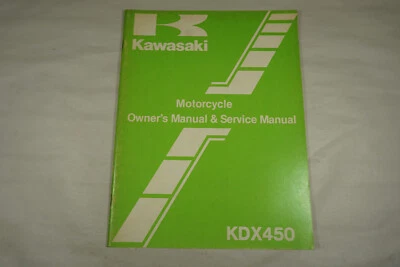 Kawasaki
Motorcycle
Owner's Manual & Service Manual
KDX450